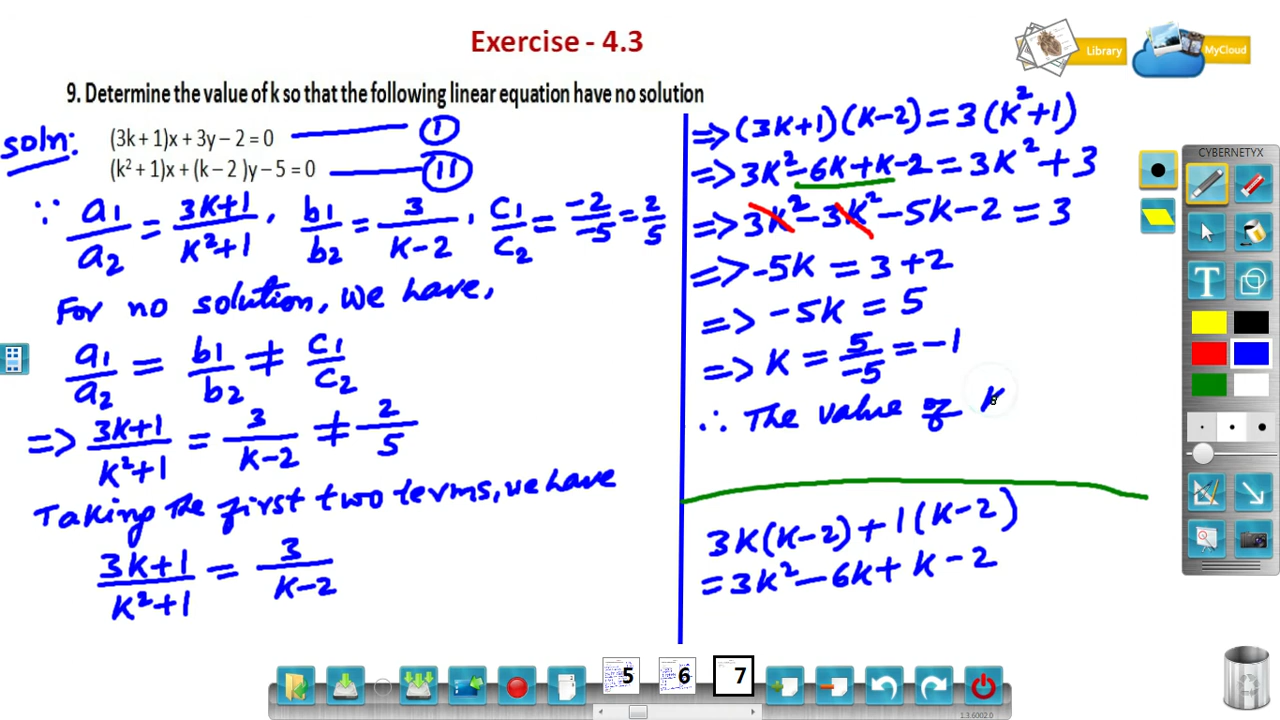 Exercise - 4.3
Library
MyCloud
9. Determine the value of k so that the following linear equation have no solution
soln:
(3k + 1)x + 3y – 2 = 0 ——— (I)
(k² + 1)x + (k – 2 )y – 5 = 0 ——— (II)
∵ a1/a2 = 3k+1/k²+1, b1/b2 = 3/k-2, c1/c2 = -2/-5 = 2/5
For no solution, we have,
a1/a2 = b1/b2 ≠ c1/c2
=> 3k+1/k²+1 = 3/k-2 ≠ 2/5
Taking the first two terms, we have
3k+1/k²+1 = 3/k-2
=> (3k+1)(k-2) = 3(k²+1)
=> 3k²-6k+k-2 = 3k²+3
=> 3k²-3k²-5k-2 = 3
=> -5k = 3+2
=> -5k = 5
=> k = 5/-5 = -1
∴ The value of k
3k(k-2)+1(k-2)
= 3k²-6k+k-2
CYBERNETYX
T
5
6
7
1.3.6002.0